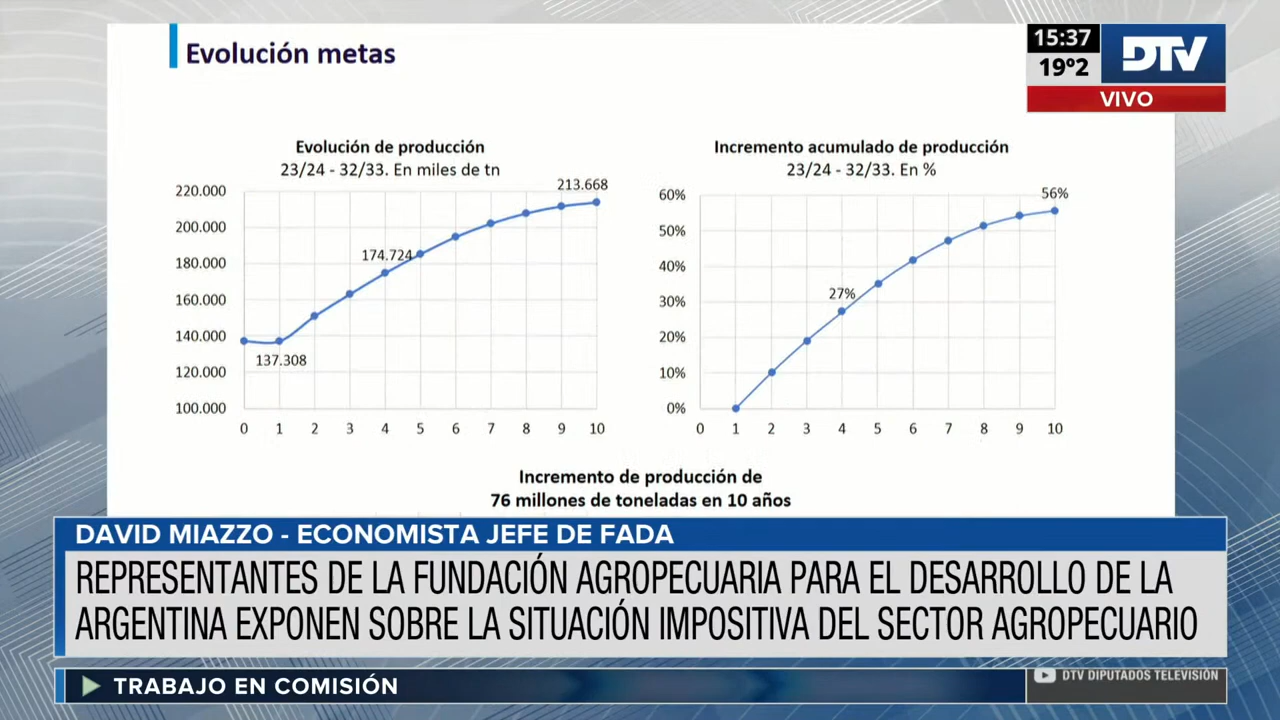 Evolución metas
15:37
19º2
DTV
VIVO
Evolución de producción
23/24 - 32/33. En miles de tn
220.000
200.000
180.000
160.000
140.000
120.000
100.000
213.668
174.724
137.308
0 1 2 3 4 5 6 7 8 9 10
Incremento acumulado de producción
23/24 - 32/33. En %
60%
50%
40%
30%
20%
10%
0%
56%
27%
0 1 2 3 4 5 6 7 8 9 10
Incremento de producción de
76 millones de toneladas en 10 años
DAVID MIAZZO - ECONOMISTA JEFE DE FADA
REPRESENTANTES DE LA FUNDACIÓN AGROPECUARIA PARA EL DESARROLLO DE LA
ARGENTINA EXPONEN SOBRE LA SITUACIÓN IMPOSITIVA DEL SECTOR AGROPECUARIO
TRABAJO EN COMISIÓN
DTV DIPUTADOS TELEVISIÓN